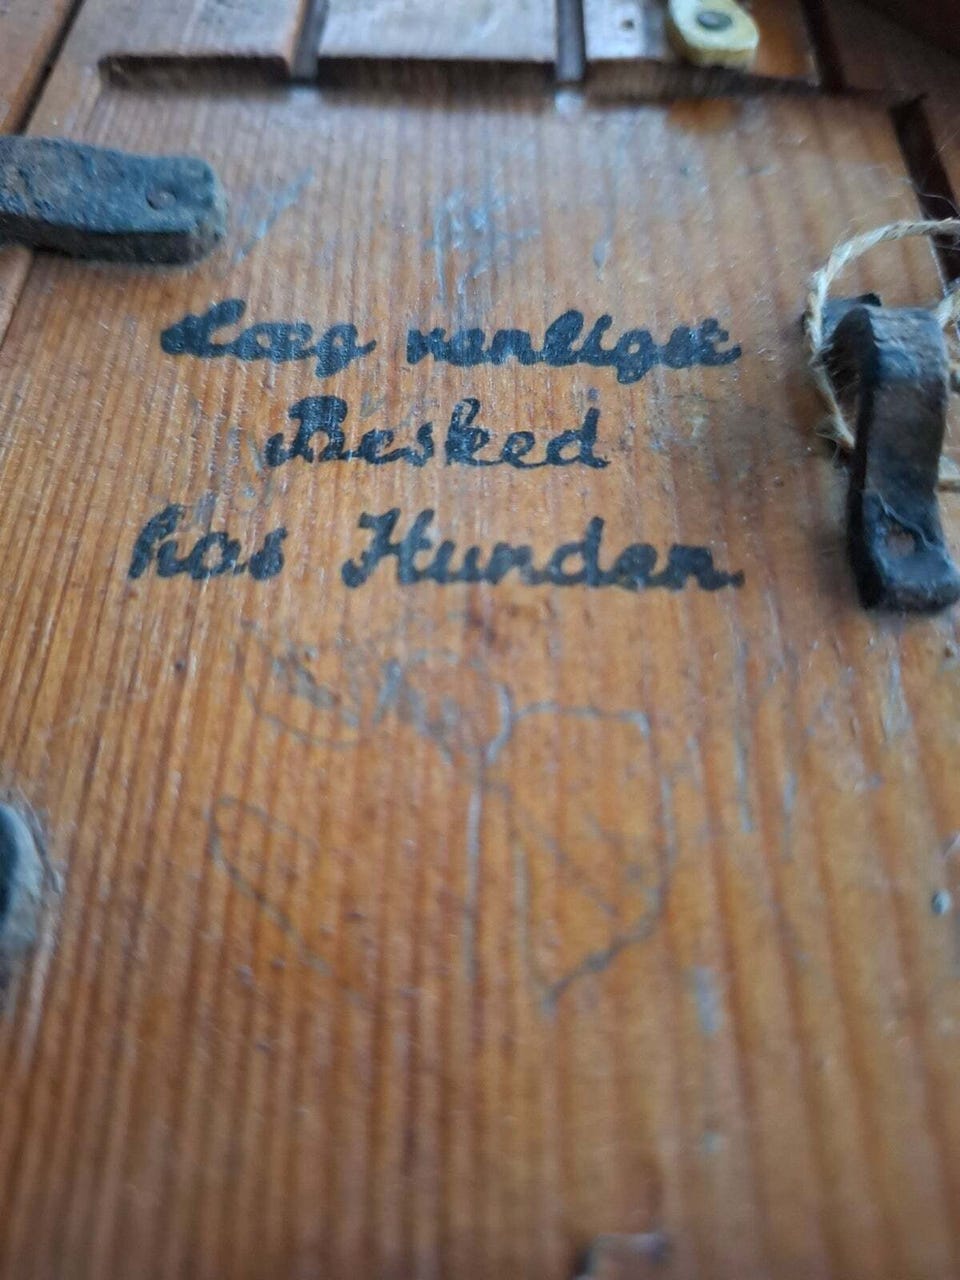 Læg venligst
Besked
hos Hunden.